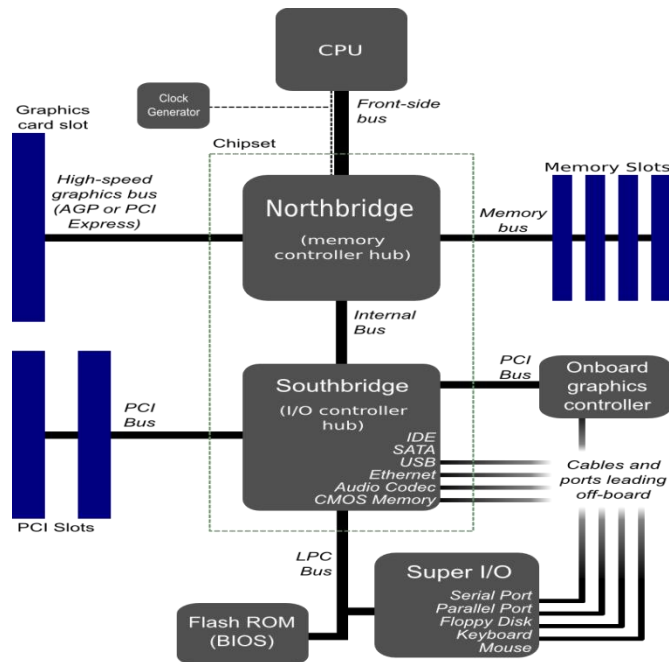 CPU
Clock
Generator
Front-side
bus
Graphics
card slot
Chipset
High-speed
graphics bus
(AGP or PCI
Express)
Northbridge
(memory
controller hub)
Memory Slots
Memory
bus
Internal
Bus
PCI
Bus
Southbridge
(I/O controller
hub)
IDE
SATA
USB
Ethernet
Audio Codec
CMOS Memory
PCI
Bus
Onboard
graphics
controller
Cables and
ports leading
off-board
PCI Slots
LPC
Bus
Super I/O
Serial Port
Parallel Port
Floppy Disk
Keyboard
Mouse
Flash ROM
(BIOS)